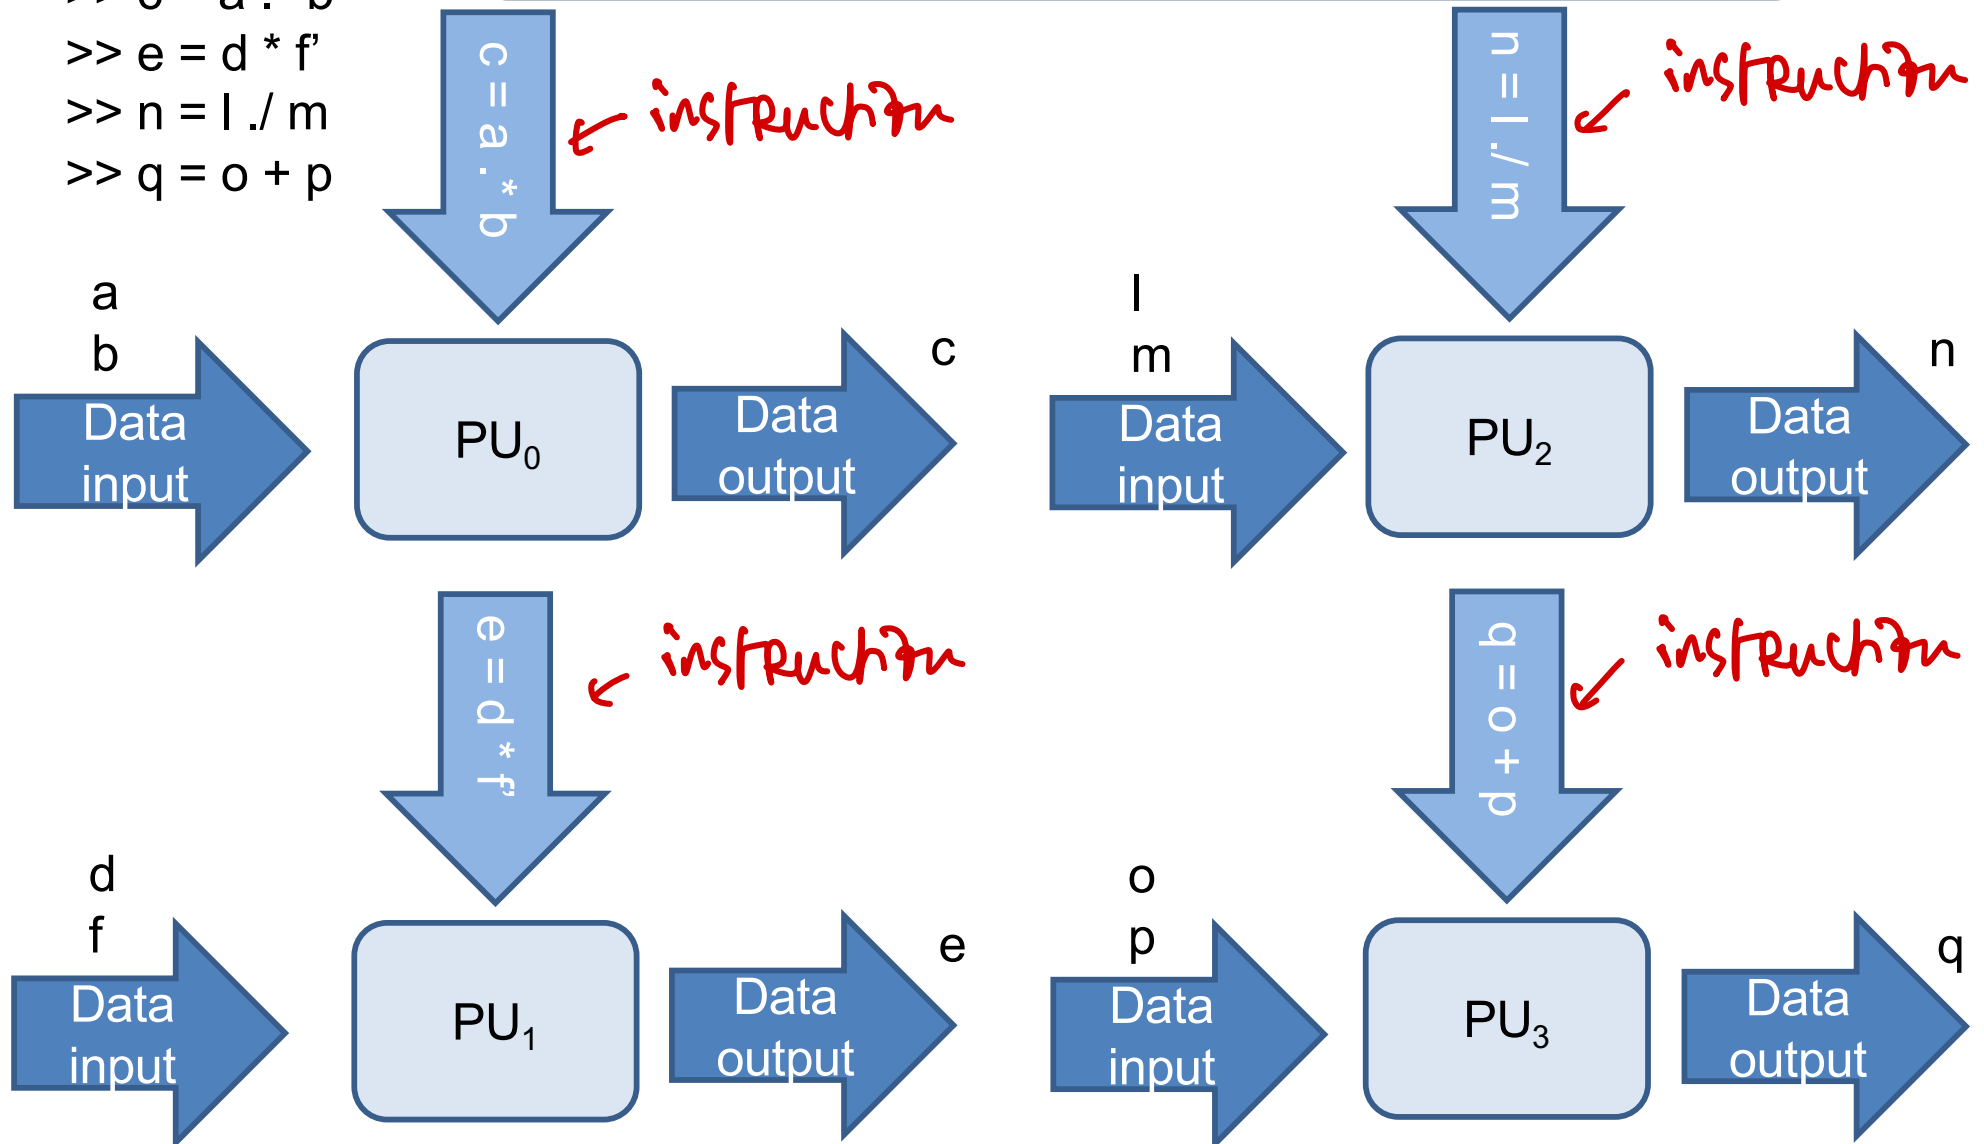 >> e = d * f’
>> n = l ./ m
>> q = o + p
c = a . * b
instruction
a
b
Data
input
PU0
Data
output
c
n = l ./ m
instruction
l
m
Data
input
PU2
Data
output
n
e = d * f’
instruction
d
f
Data
input
PU1
Data
output
e
q = o + p
instruction
o
p
Data
input
PU3
Data
output
q